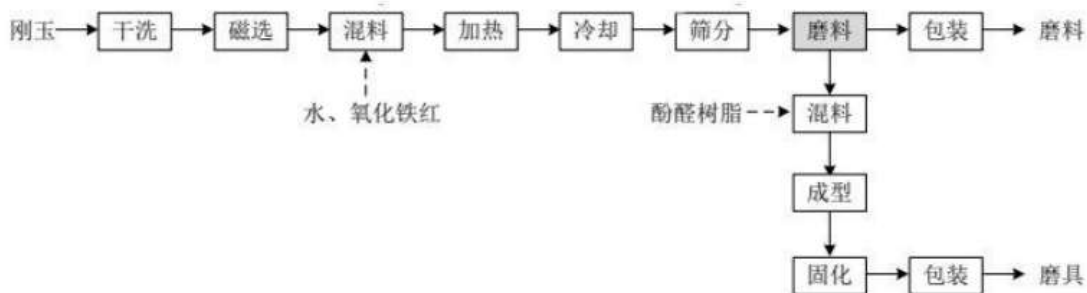 刚玉 干洗 磁选 混料 加热 冷却 筛分 磨料 包装 磨料
水、氧化铁红 酚醛树脂 混料
成型
固化 包装 磨具